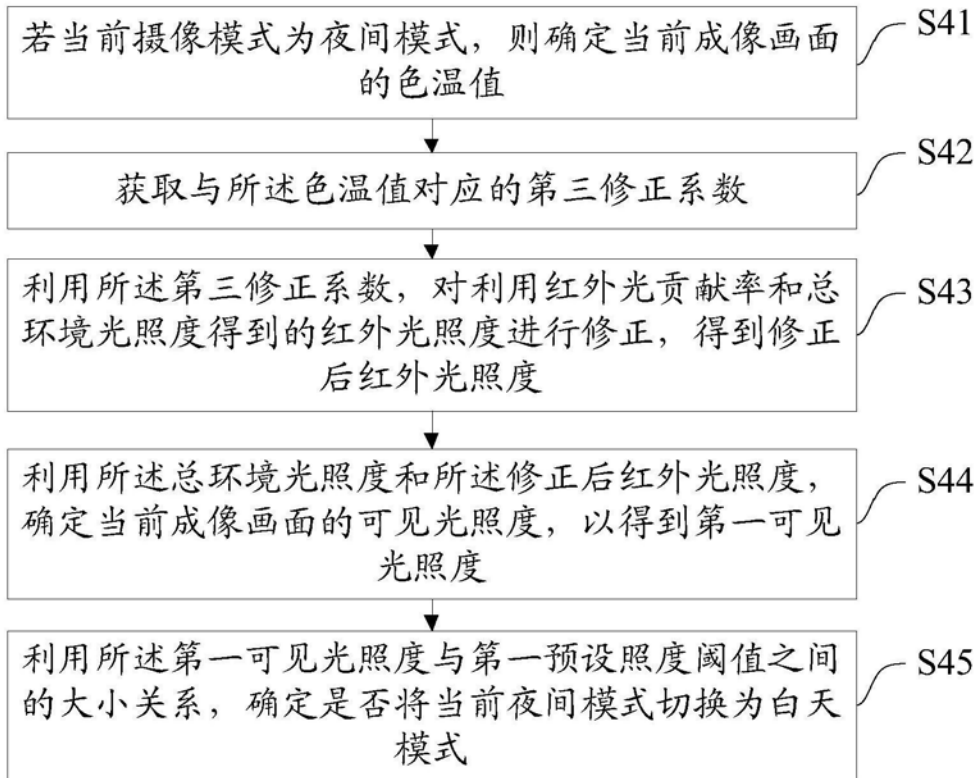 若当前摄像模式为夜间模式，则确定当前成像画面
的色温值
S41
获取与所述色温值对应的第三修正系数
S42
利用所述第三修正系数，对利用红外光贡献率和总
环境光照度得到的红外光照度进行修正，得到修正
后红外光照度
S43
利用所述总环境光照度和所述修正后红外光照度，
确定当前成像画面的可见光照度，以得到第一可见
光照度
S44
利用所述第一可见光照度与第一预设照度阈值之间
的大小关系，确定是否将当前夜间模式切换为白天
模式
S45